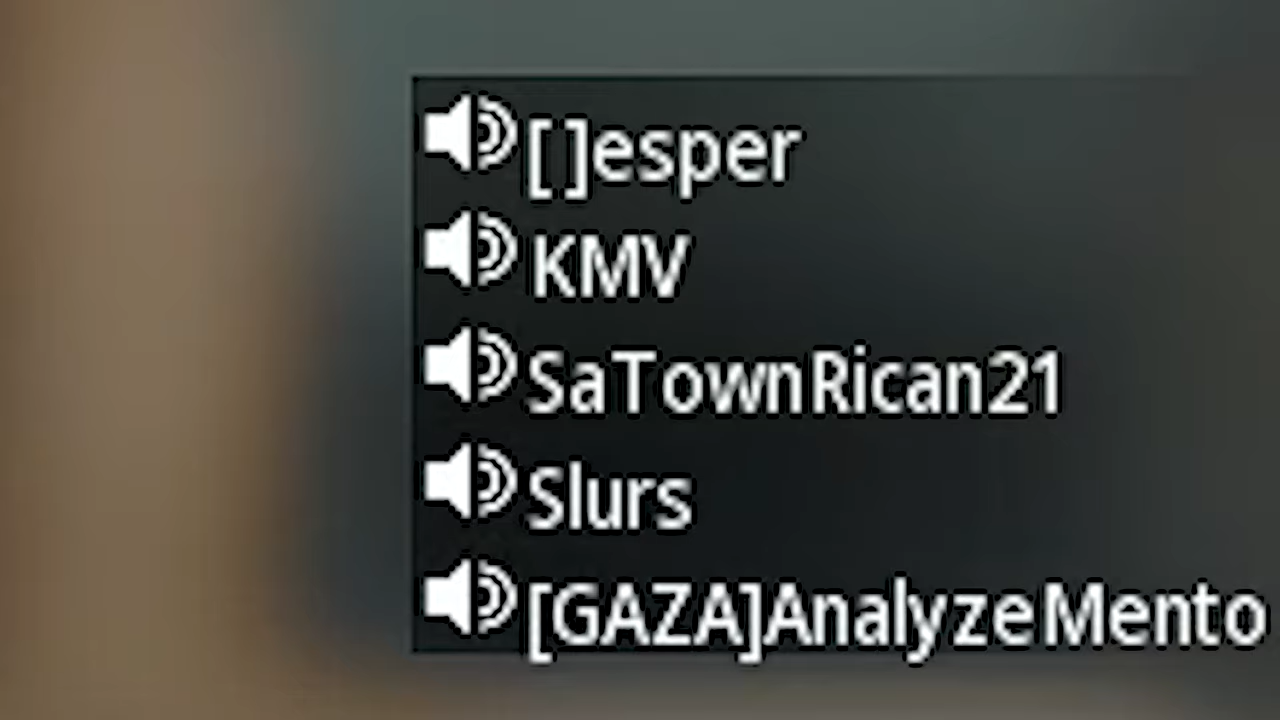 [ ]esper
KMV
SaTownRican21
Slurs
[GAZA]AnalyzeMento